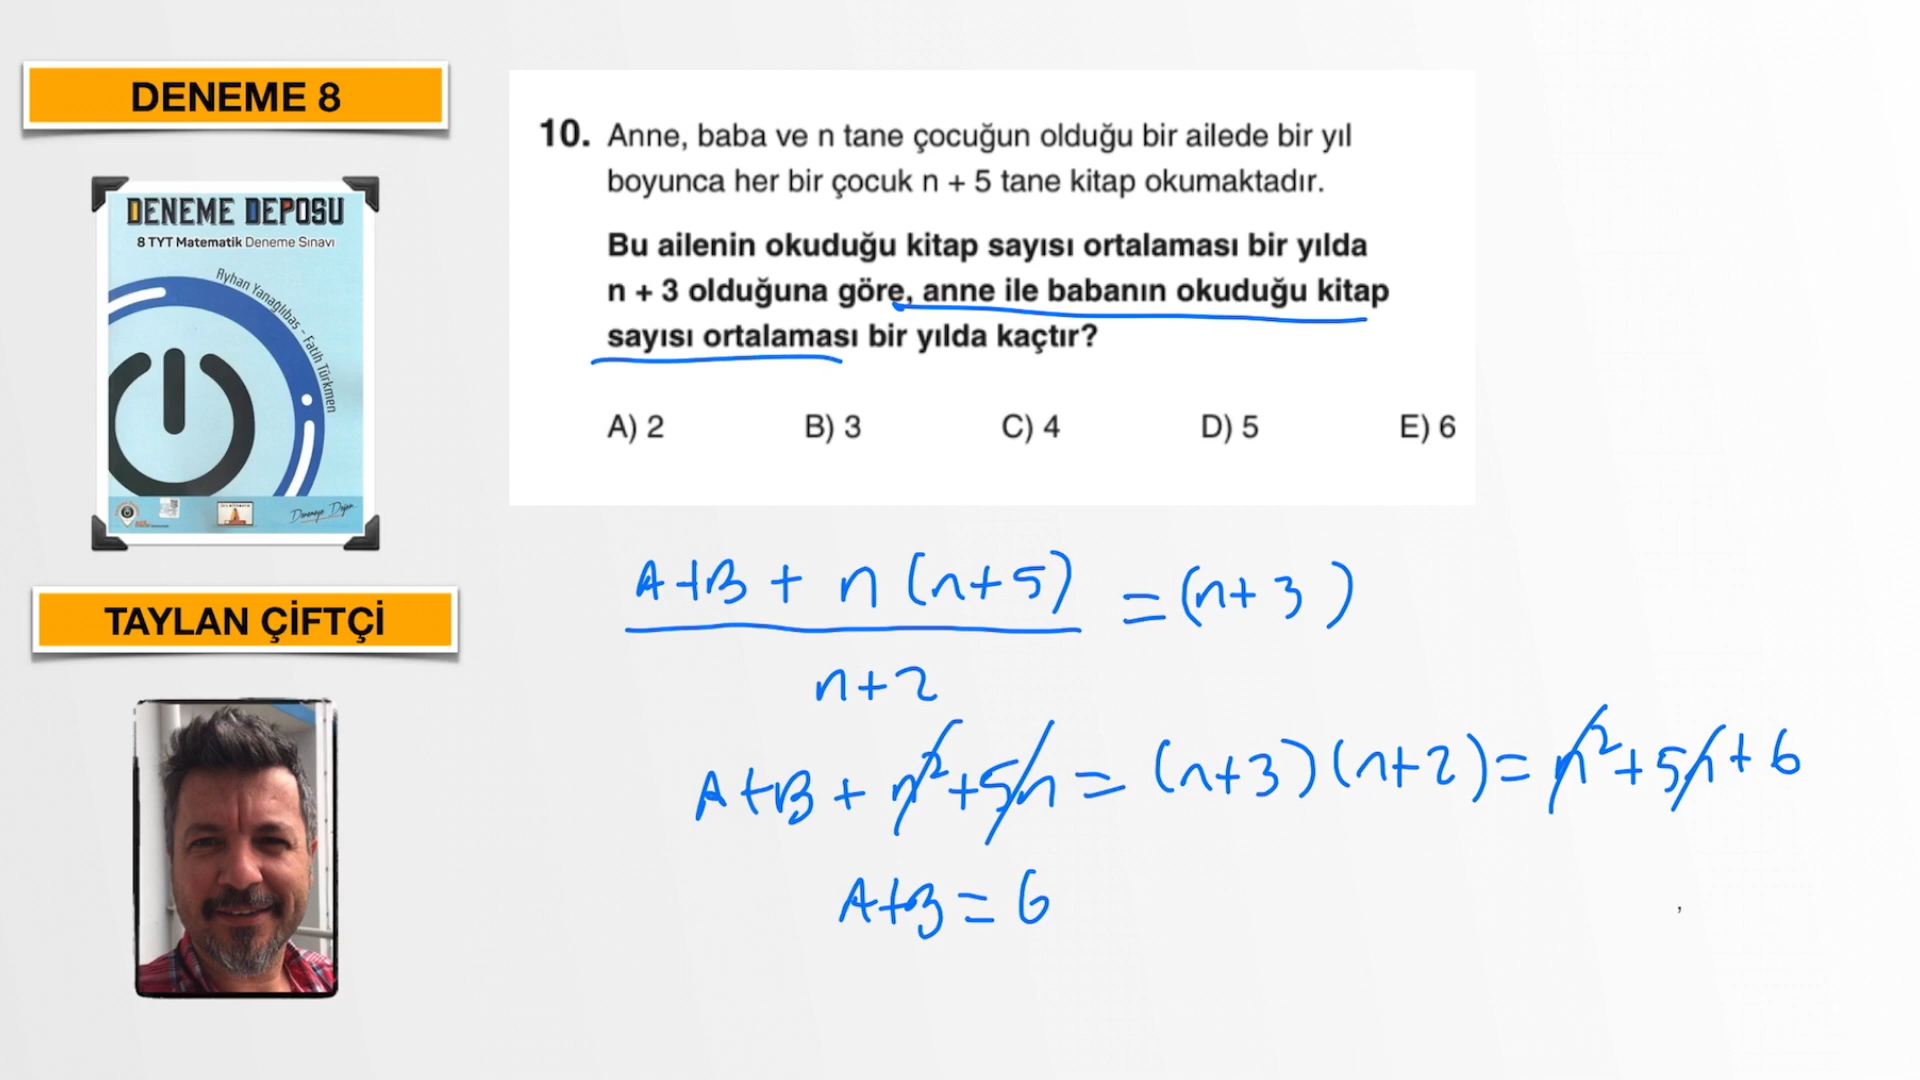 DENEME 8
DENEME DEPOSU
8 TYT Matematik Deneme Sınavı
Ayhan Yanağlıbaş - Fatih Türkmen
TAYLAN ÇİFTÇİ
10. Anne, baba ve n tane çocuğun olduğu bir ailede bir yıl
boyunca her bir çocuk n + 5 tane kitap okumaktadır.
Bu ailenin okuduğu kitap sayısı ortalaması bir yılda
n + 3 olduğuna göre, anne ile babanın okuduğu kitap
sayısı ortalaması bir yılda kaçtır?
A) 2 B) 3 C) 4 D) 5 E) 6
A+B + n (n+5) = (n+3)
n+2
A+B + n²+5n = (n+3)(n+2) = n²+5n+6
A+B = 6